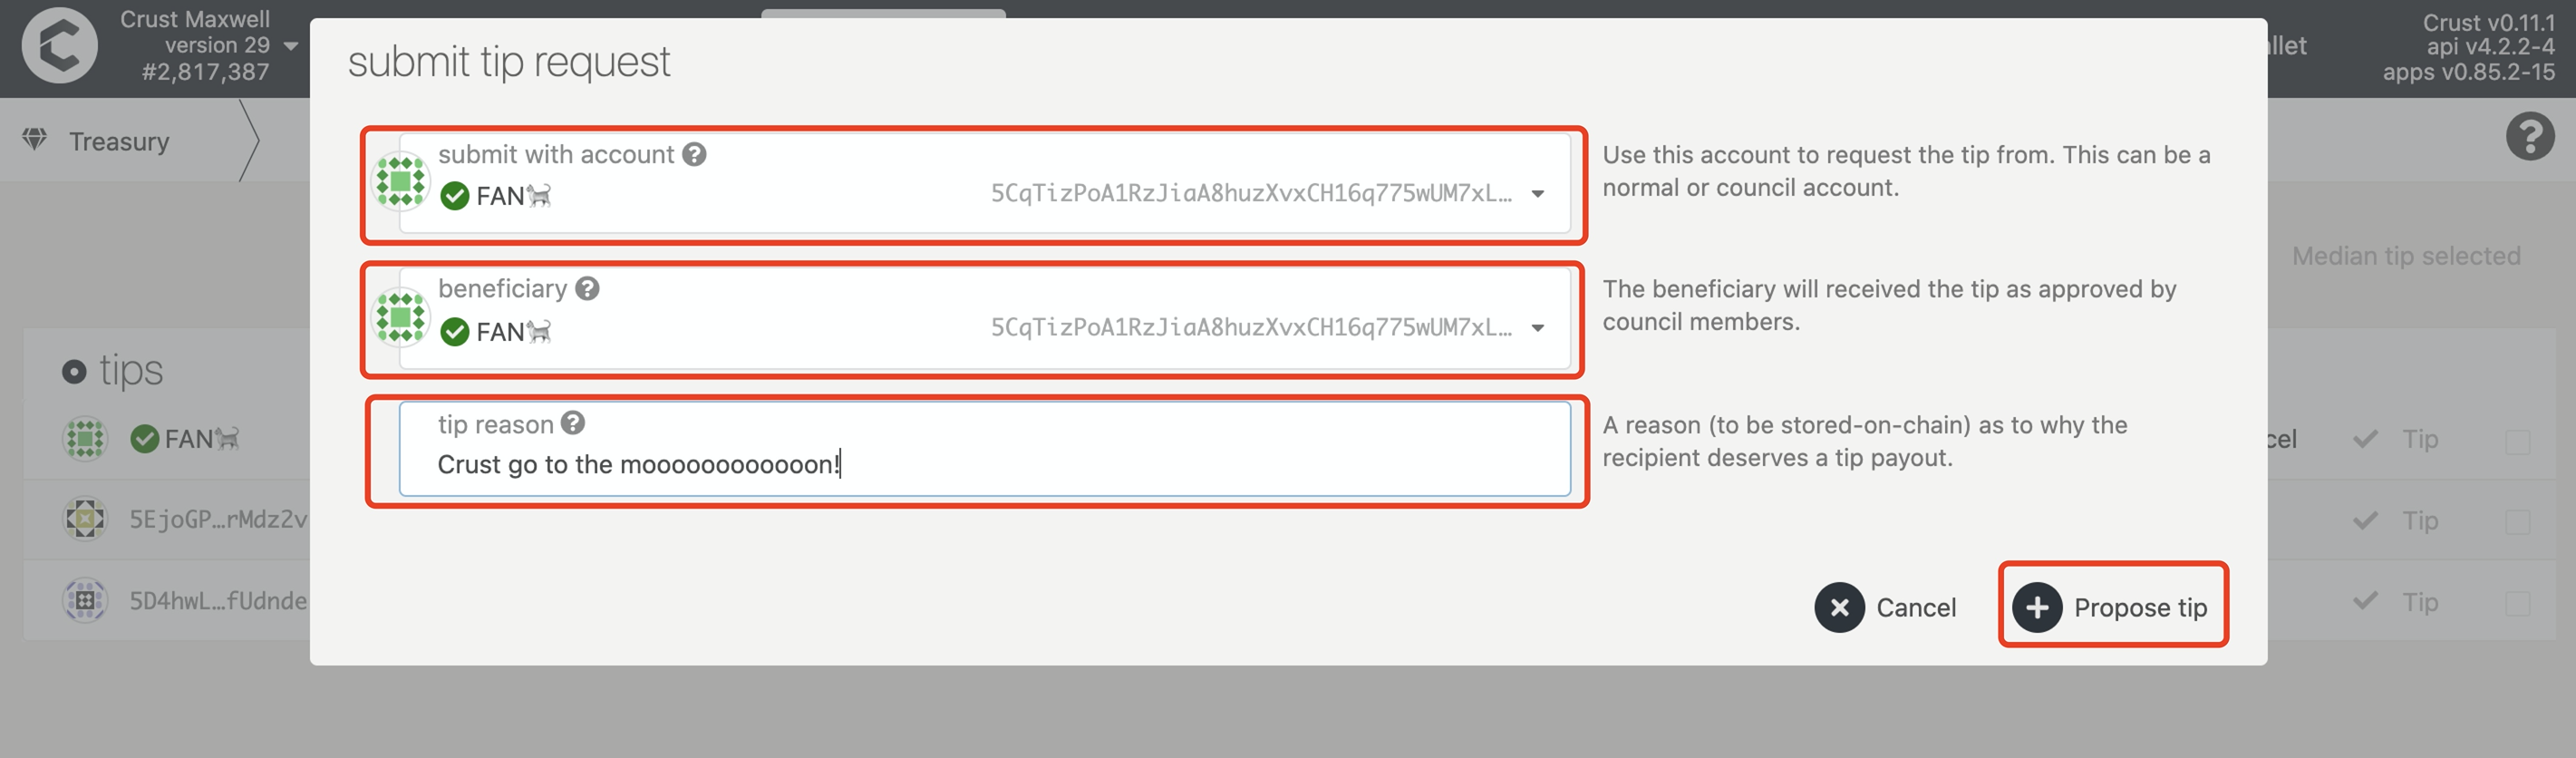 Crust Maxwell
version 29
#2,817,387
llet
Crust v0.11.1
api v4.2.2-4
apps v0.85.2-15
Treasury
submit tip request
submit with account
FAN🐈
5CqTizPoA1RzJiaA8huzXvxCH16q775wUM7xL…
Use this account to request the tip from. This can be a
normal or council account.
Median tip selected
beneficiary
FAN🐈
5CqTizPoA1RzJiaA8huzXvxCH16q775wUM7xL…
The beneficiary will received the tip as approved by
council members.
tip reason
Crust go to the moooooooooooon!
A reason (to be stored-on-chain) as to why the
recipient deserves a tip payout.
Cancel
Propose tip
tips
FAN🐈
cel
Tip
5EjoGP…rMdz2v
Tip
5D4hwL…fUdnde
Tip